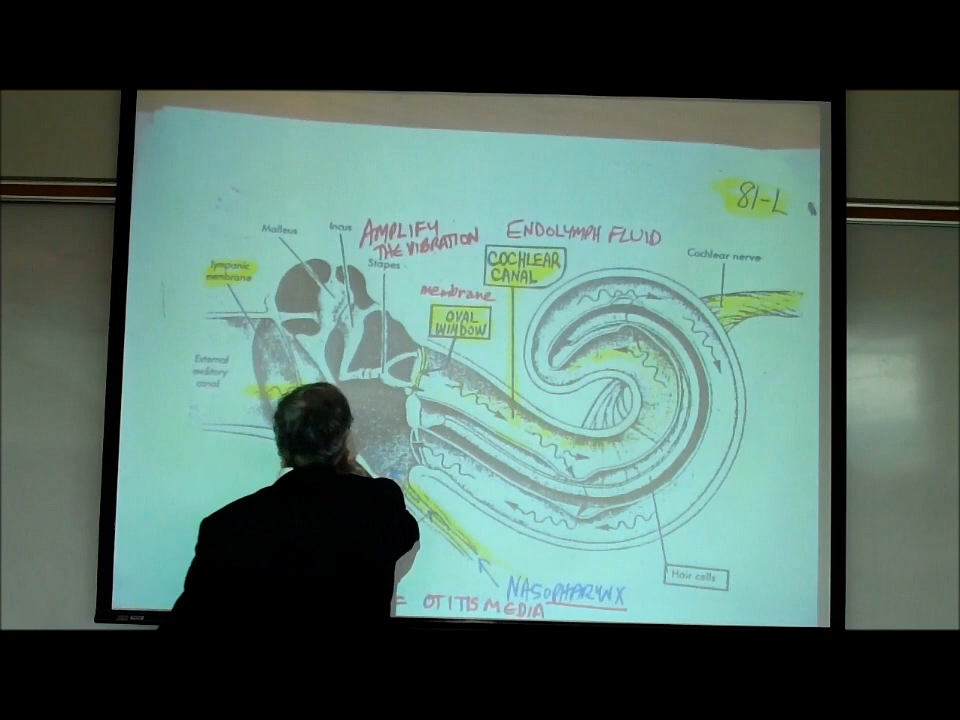 81-L
Malleus
Incus
AMPLIFY
THE VIBRATION
ENDOLYMPH FLUID
Stapes
COCHLEAR
CANAL
Cochlear nerve
Tympanic
membrane
membrane
OVAL
WINDOW
External
auditory
canal
Hair cells
NASOPHARYNX
= OTITIS MEDIA